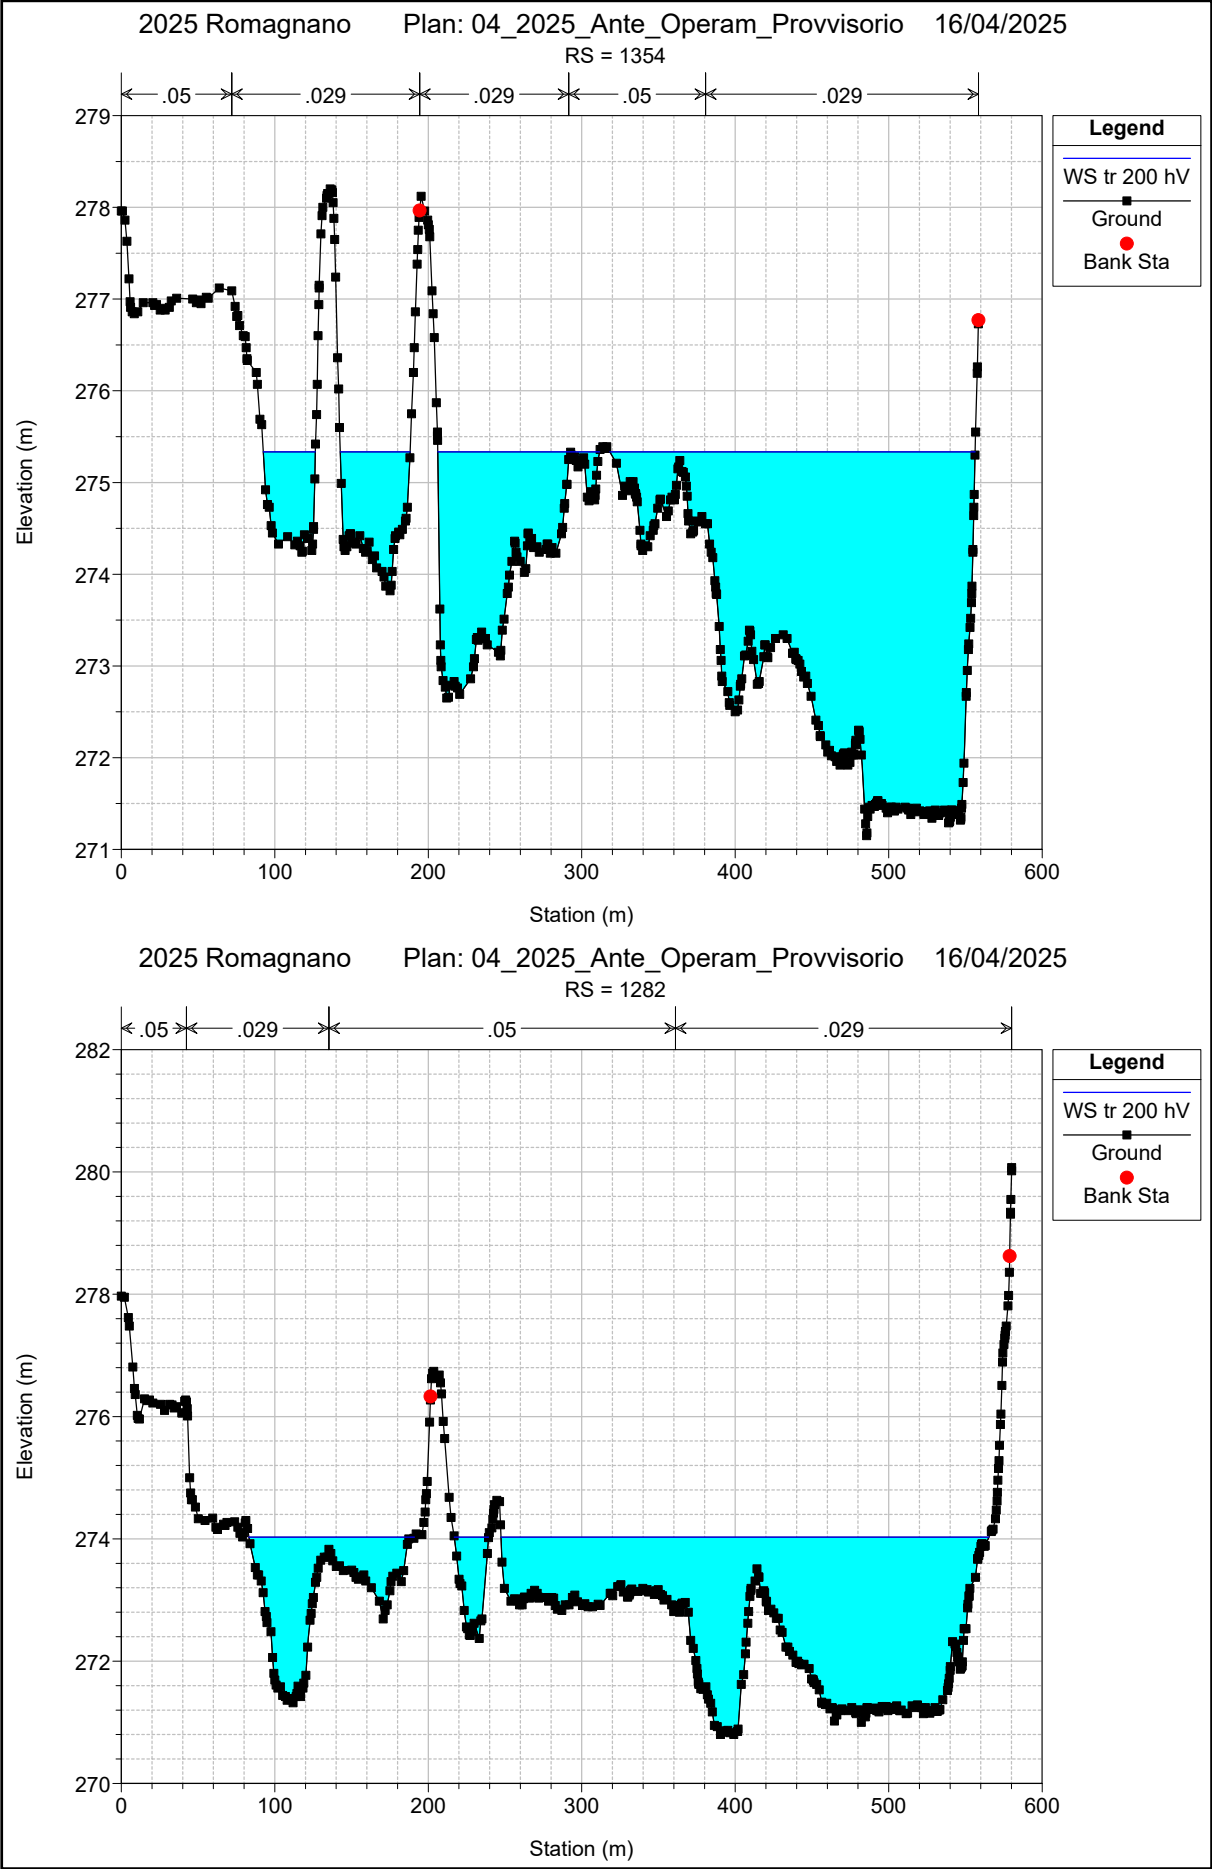 2025 Romagnano Plan: 04_2025_Ante_Operam_Provvisorio 16/04/2025
RS = 1354
.05 .029 .029 .05 .029
279
278
277
276
275
274
273
272
271
Elevation (m)
0 100 200 300 400 500 600
Station (m)
Legend
WS tr 200 hV
Ground
Bank Sta
2025 Romagnano Plan: 04_2025_Ante_Operam_Provvisorio 16/04/2025
RS = 1282
.05 .029 .05 .029
282
280
278
276
274
272
270
Elevation (m)
0 100 200 300 400 500 600
Station (m)
Legend
WS tr 200 hV
Ground
Bank Sta